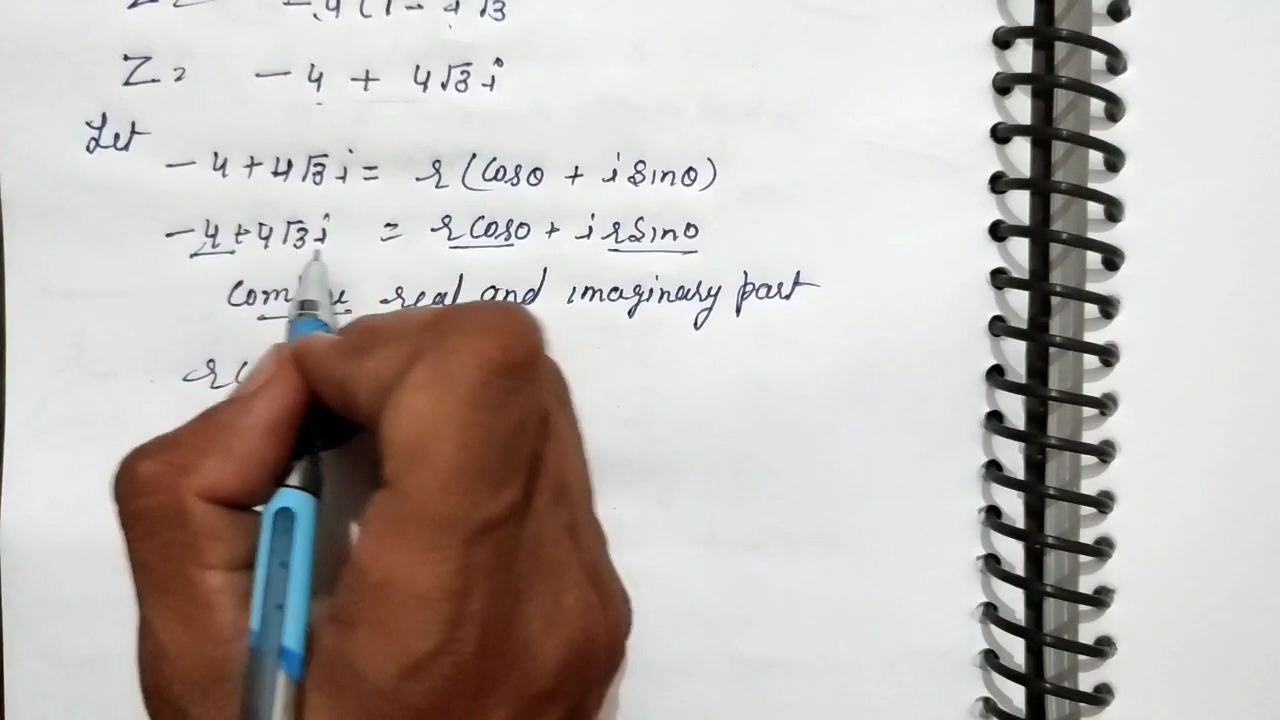 Z = - 4 + 4√3 i
Let
- 4 + 4√3 i = r (Cosθ + i Sinθ)
- 4 + 4√3 i = r Cosθ + i r Sinθ
real and imaginary part